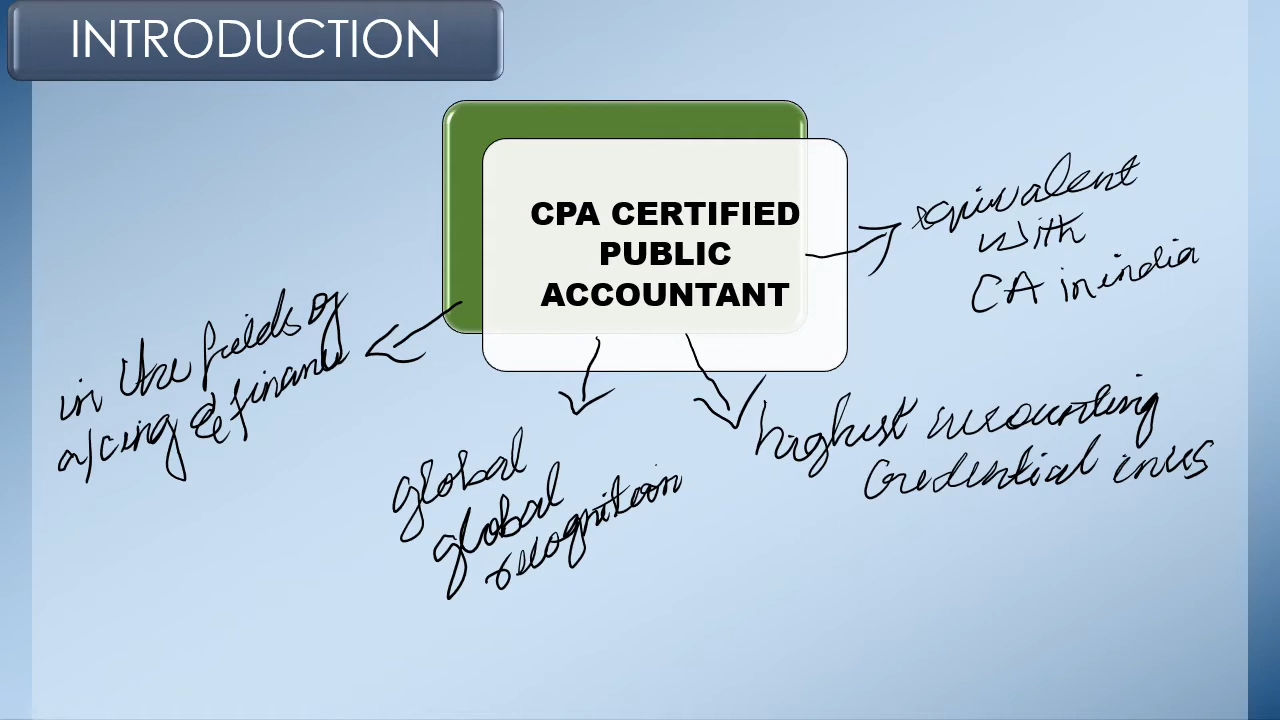 INTRODUCTION
CPA CERTIFIED
PUBLIC
ACCOUNTANT
equivalent
with
CA in india
in the fields of
a/cing & finance
global
global
recognition
highest accounting
credential in US